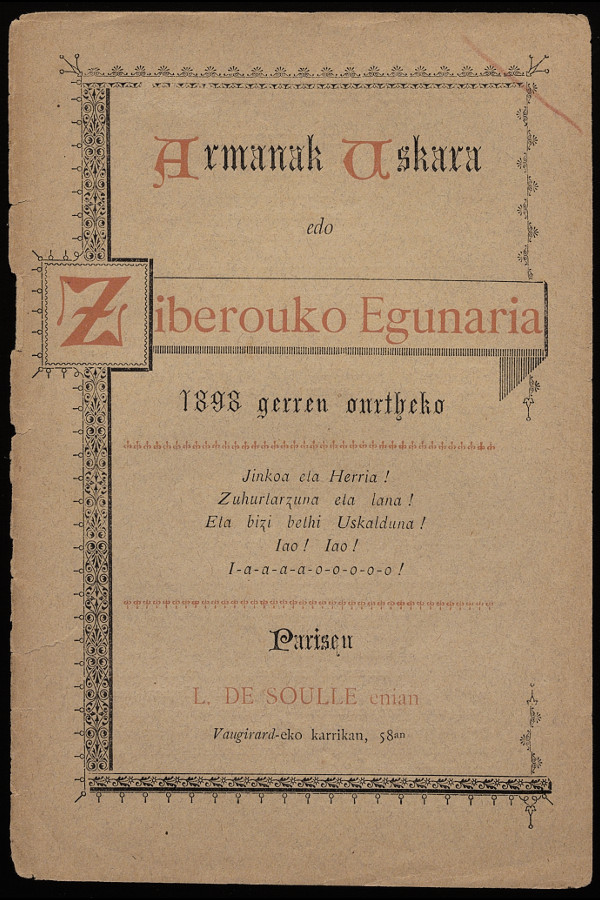 Armanak Uskara
edo
Ziberouko Egunaria
1898 gerren ourtheko
Jinkoa eta Herria !
Zuhurtarzuna eta lana !
Eta bizi bethi Uskalduna !
Iao ! Iao !
I-a-a-a-a-o-o-o-o-o !
Parisen
L. DE SOULLE enian
Vaugirard-eko karrikan, 58an